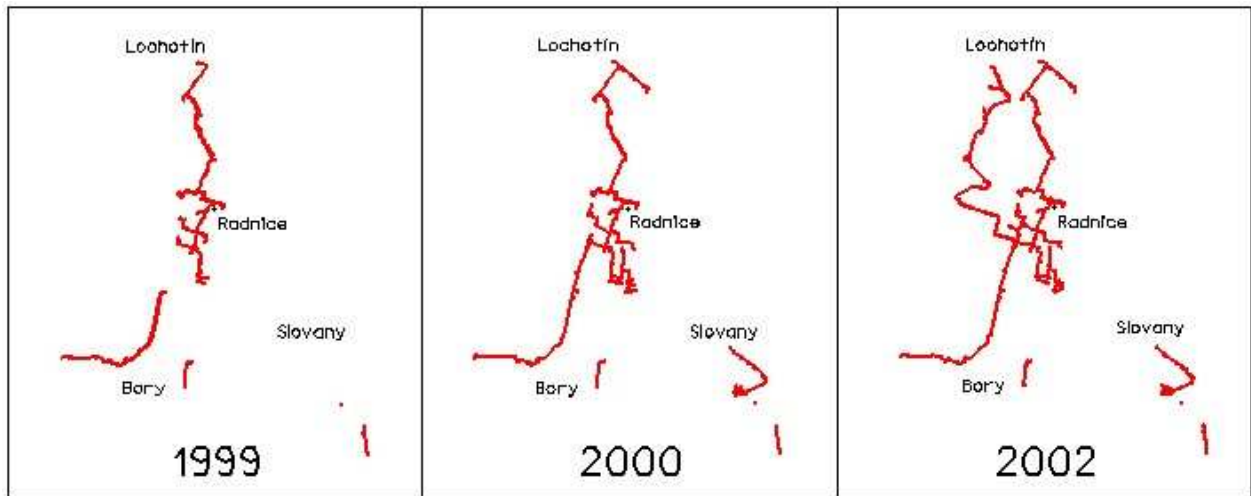 Lochotín
Radnice
Slovany
Bory
1999
Lochotín
Radnice
Slovany
Bory
2000
Lochotín
Radnice
Slovany
Bory
2002